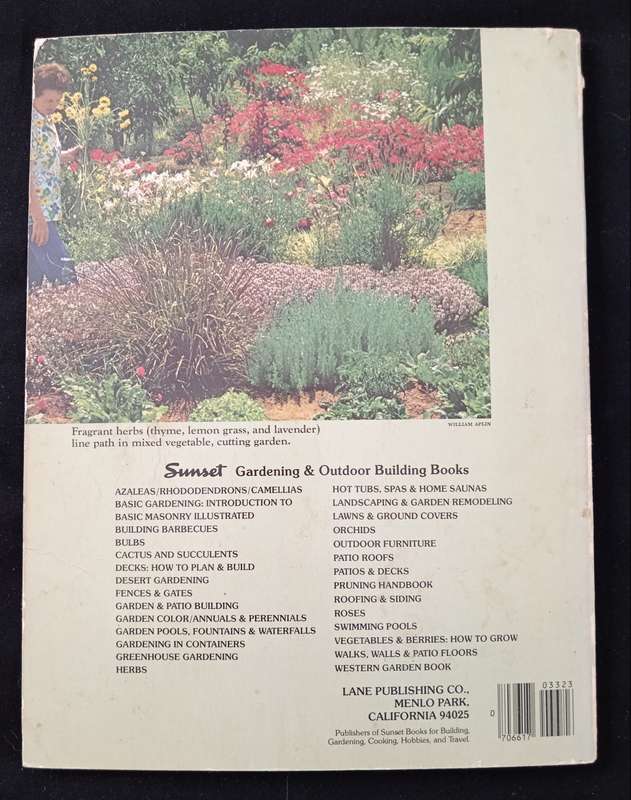 WILLIAM APLIN
Fragrant herbs (thyme, lemon grass, and lavender)
line path in mixed vegetable, cutting garden.
Sunset Gardening & Outdoor Building Books
AZALEAS/RHODODENDRONS/CAMELLIAS
BASIC GARDENING: INTRODUCTION TO
BASIC MASONRY ILLUSTRATED
BUILDING BARBECUES
BULBS
CACTUS AND SUCCULENTS
DECKS: HOW TO PLAN & BUILD
DESERT GARDENING
FENCES & GATES
GARDEN & PATIO BUILDING
GARDEN COLOR/ANNUALS & PERENNIALS
GARDEN POOLS, FOUNTAINS & WATERFALLS
GARDENING IN CONTAINERS
GREENHOUSE GARDENING
HERBS
HOT TUBS, SPAS & HOME SAUNAS
LANDSCAPING & GARDEN REMODELING
LAWNS & GROUND COVERS
ORCHIDS
OUTDOOR FURNITURE
PATIO ROOFS
PATIOS & DECKS
PRUNING HANDBOOK
ROOFING & SIDING
ROSES
SWIMMING POOLS
VEGETABLES & BERRIES: HOW TO GROW
WALKS, WALLS & PATIO FLOORS
WESTERN GARDEN BOOK
LANE PUBLISHING CO.,
MENLO PARK,
CALIFORNIA 94025
Publishers of Sunset Books for Building,
Gardening, Cooking, Hobbies, and Travel.
03323
0
706617